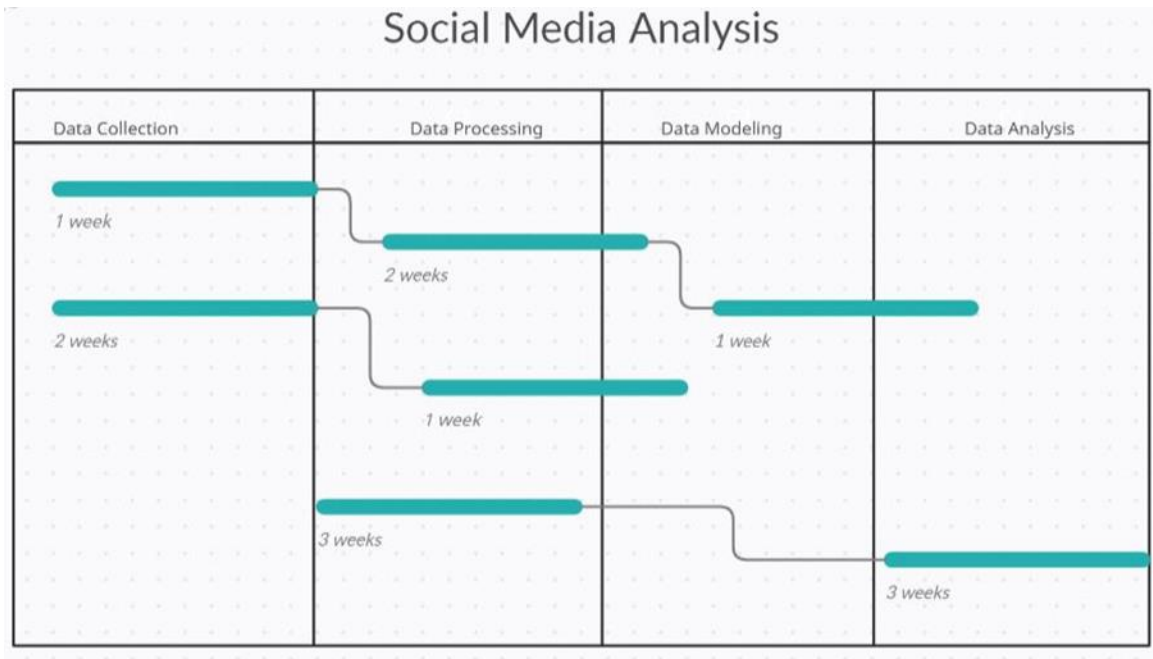 Social Media Analysis
Data Collection
Data Processing
Data Modeling
Data Analysis
1 week
2 weeks
2 weeks
1 week
1 week
3 weeks
3 weeks